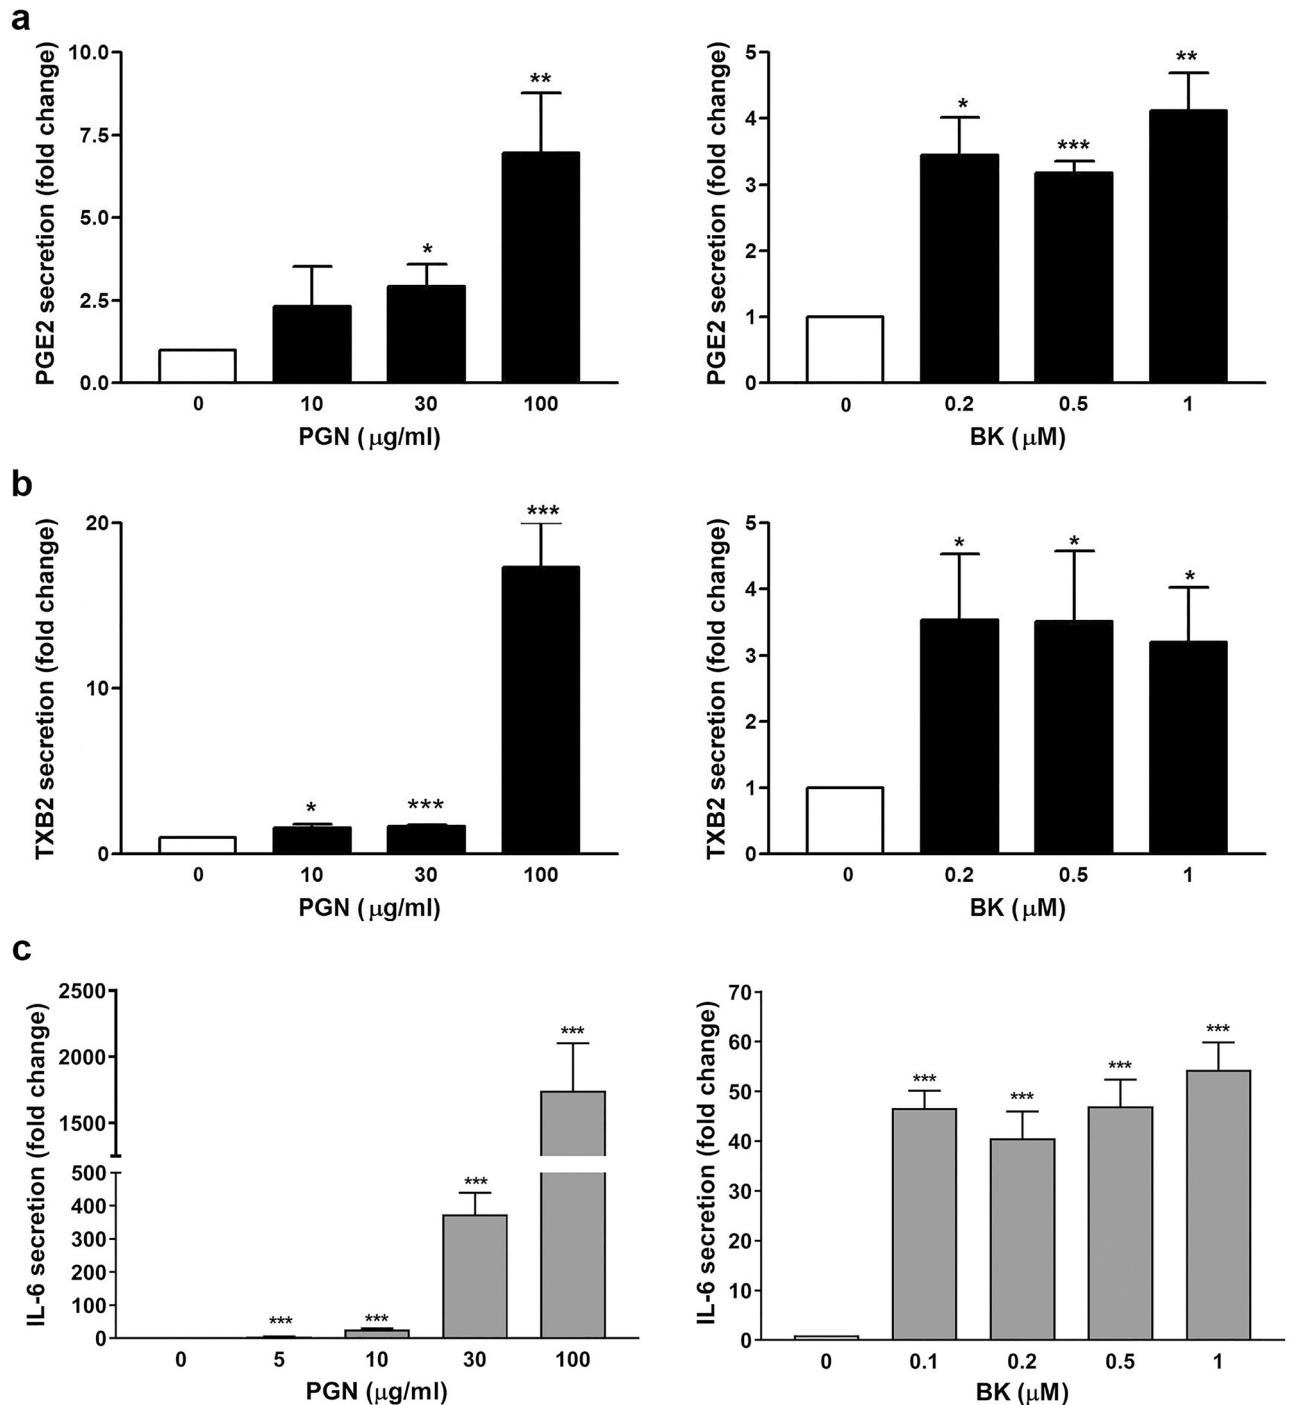 a
PGE2 secretion (fold change)
10.0
7.5
5.0
2.5
0.0
*
**
0 10 30 100
PGN (μg/ml)
PGE2 secretion (fold change)
5
4
3
2
1
0
*
***
**
0 0.2 0.5 1
BK (μM)
b
TXB2 secretion (fold change)
20
10
0
*
***
***
0 10 30 100
PGN (μg/ml)
TXB2 secretion (fold change)
5
4
3
2
1
0
*
*
*
0 0.2 0.5 1
BK (μM)
c
IL-6 secretion (fold change)
2500
2000
1500
500
400
300
200
100
0
***
***
***
***
0 5 10 30 100
PGN (μg/ml)
IL-6 secretion (fold change)
70
60
50
40
30
20
10
0
***
***
***
***
0 0.1 0.2 0.5 1
BK (μM)